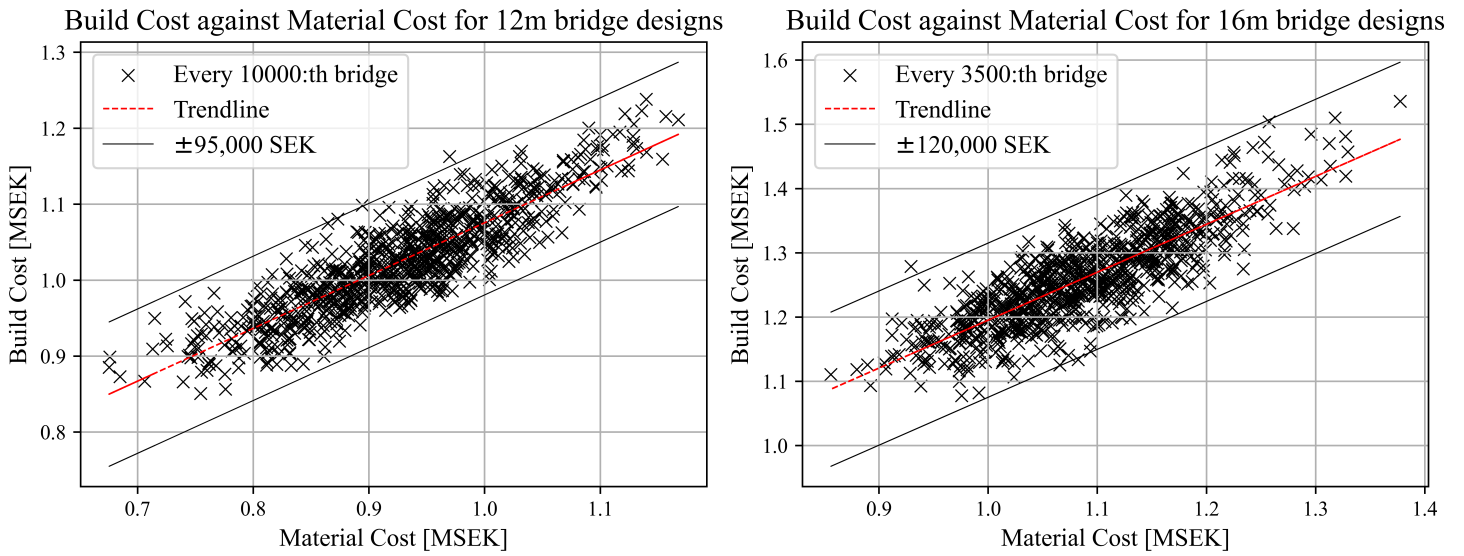 Build Cost against Material Cost for 12m bridge designs
Every 10000:th bridge
Trendline
±95,000 SEK
1.3
1.2
1.1
1.0
0.9
0.8
Build Cost [MSEK]
0.7
0.8
0.9
1.0
1.1
Material Cost [MSEK]
Build Cost against Material Cost for 16m bridge designs
Every 3500:th bridge
Trendline
±120,000 SEK
1.6
1.5
1.4
1.3
1.2
1.1
1.0
Build Cost [MSEK]
0.9
1.0
1.1
1.2
1.3
1.4
Material Cost [MSEK]